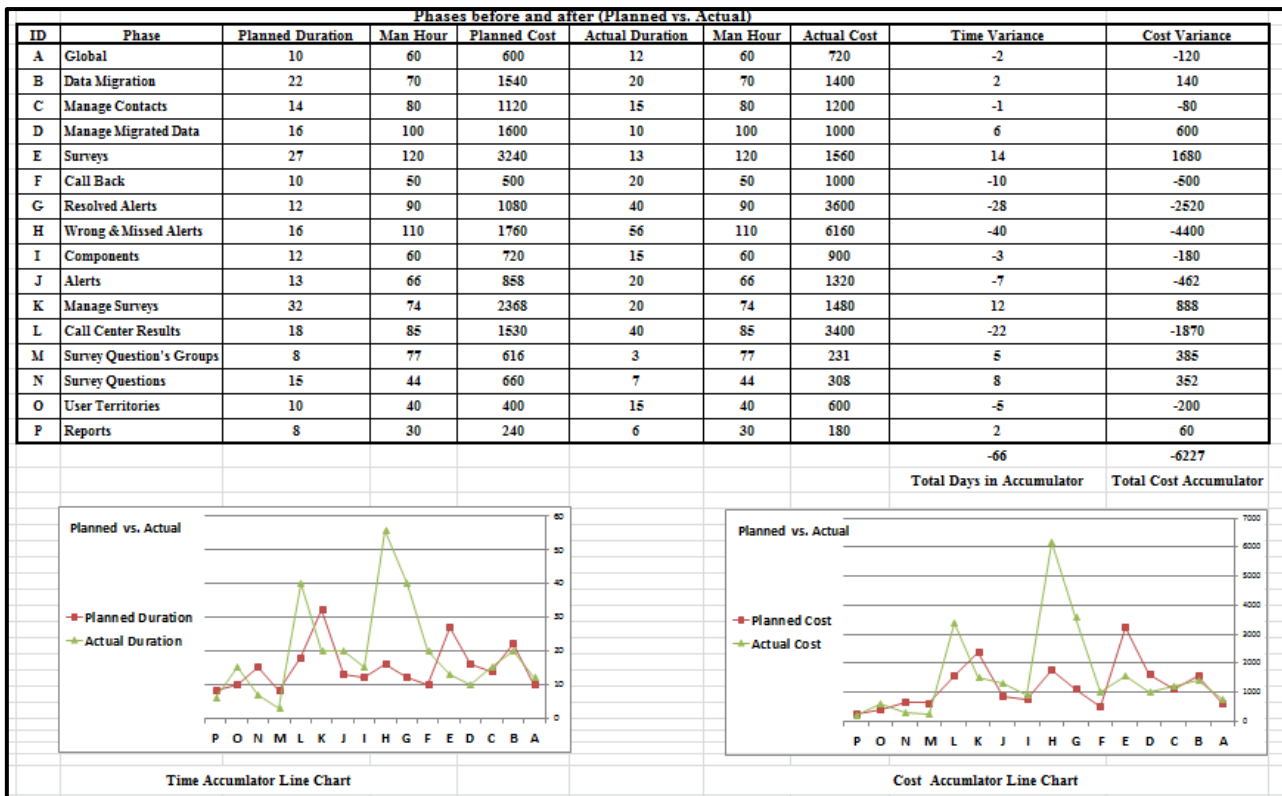 Phases before and after (Planned vs. Actual)
ID Phase Planned Duration Man Hour Planned Cost Actual Duration Man Hour Actual Cost Time Variance Cost Variance
A Global 10 60 600 12 60 720 -2 -120
B Data Migration 22 70 1540 20 70 1400 2 140
C Manage Contacts 14 80 1120 15 80 1200 -1 -80
D Manage Migrated Data 16 100 1600 10 100 1000 6 600
E Surveys 27 120 3240 13 120 1560 14 1680
F Call Back 10 50 500 20 50 1000 -10 -500
G Resolved Alerts 12 90 1080 40 90 3600 -28 -2520
H Wrong & Missed Alerts 16 110 1760 56 110 6160 -40 -4400
I Components 12 60 720 15 60 900 -3 -180
J Alerts 13 66 858 20 66 1320 -7 -462
K Manage Surveys 32 74 2368 20 74 1480 12 888
L Call Center Results 18 85 1530 40 85 3400 -22 -1870
M Survey Question's Groups 8 77 616 3 77 231 5 385
N Survey Questions 15 44 660 7 44 308 8 352
O User Territories 10 40 400 15 40 600 -5 -200
P Reports 8 30 240 6 30 180 2 60
-66 -6227
Total Days in Accumulator Total Cost Accumulator
Planned vs. Actual
60
50
40
30
20
10
0
Planned Duration
Actual Duration
P O N M L K J I H G F E D C B A
Time Accumlator Line Chart
Planned vs. Actual
7000
6000
5000
4000
3000
2000
1000
0
Planned Cost
Actual Cost
P O N M L K J I H G F E D C B A
Cost Accumlator Line Chart